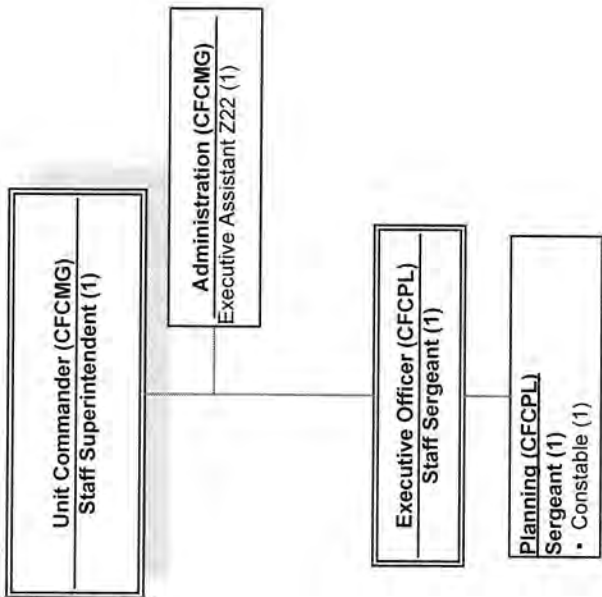 Unit Commander (CFCMG)
Staff Superintendent (1)
Administration (CFCMG)
Executive Assistant Z22 (1)
Executive Officer (CFCPL)
Staff Sergeant (1)
Planning (CFCPL)
Sergeant (1)
• Constable (1)